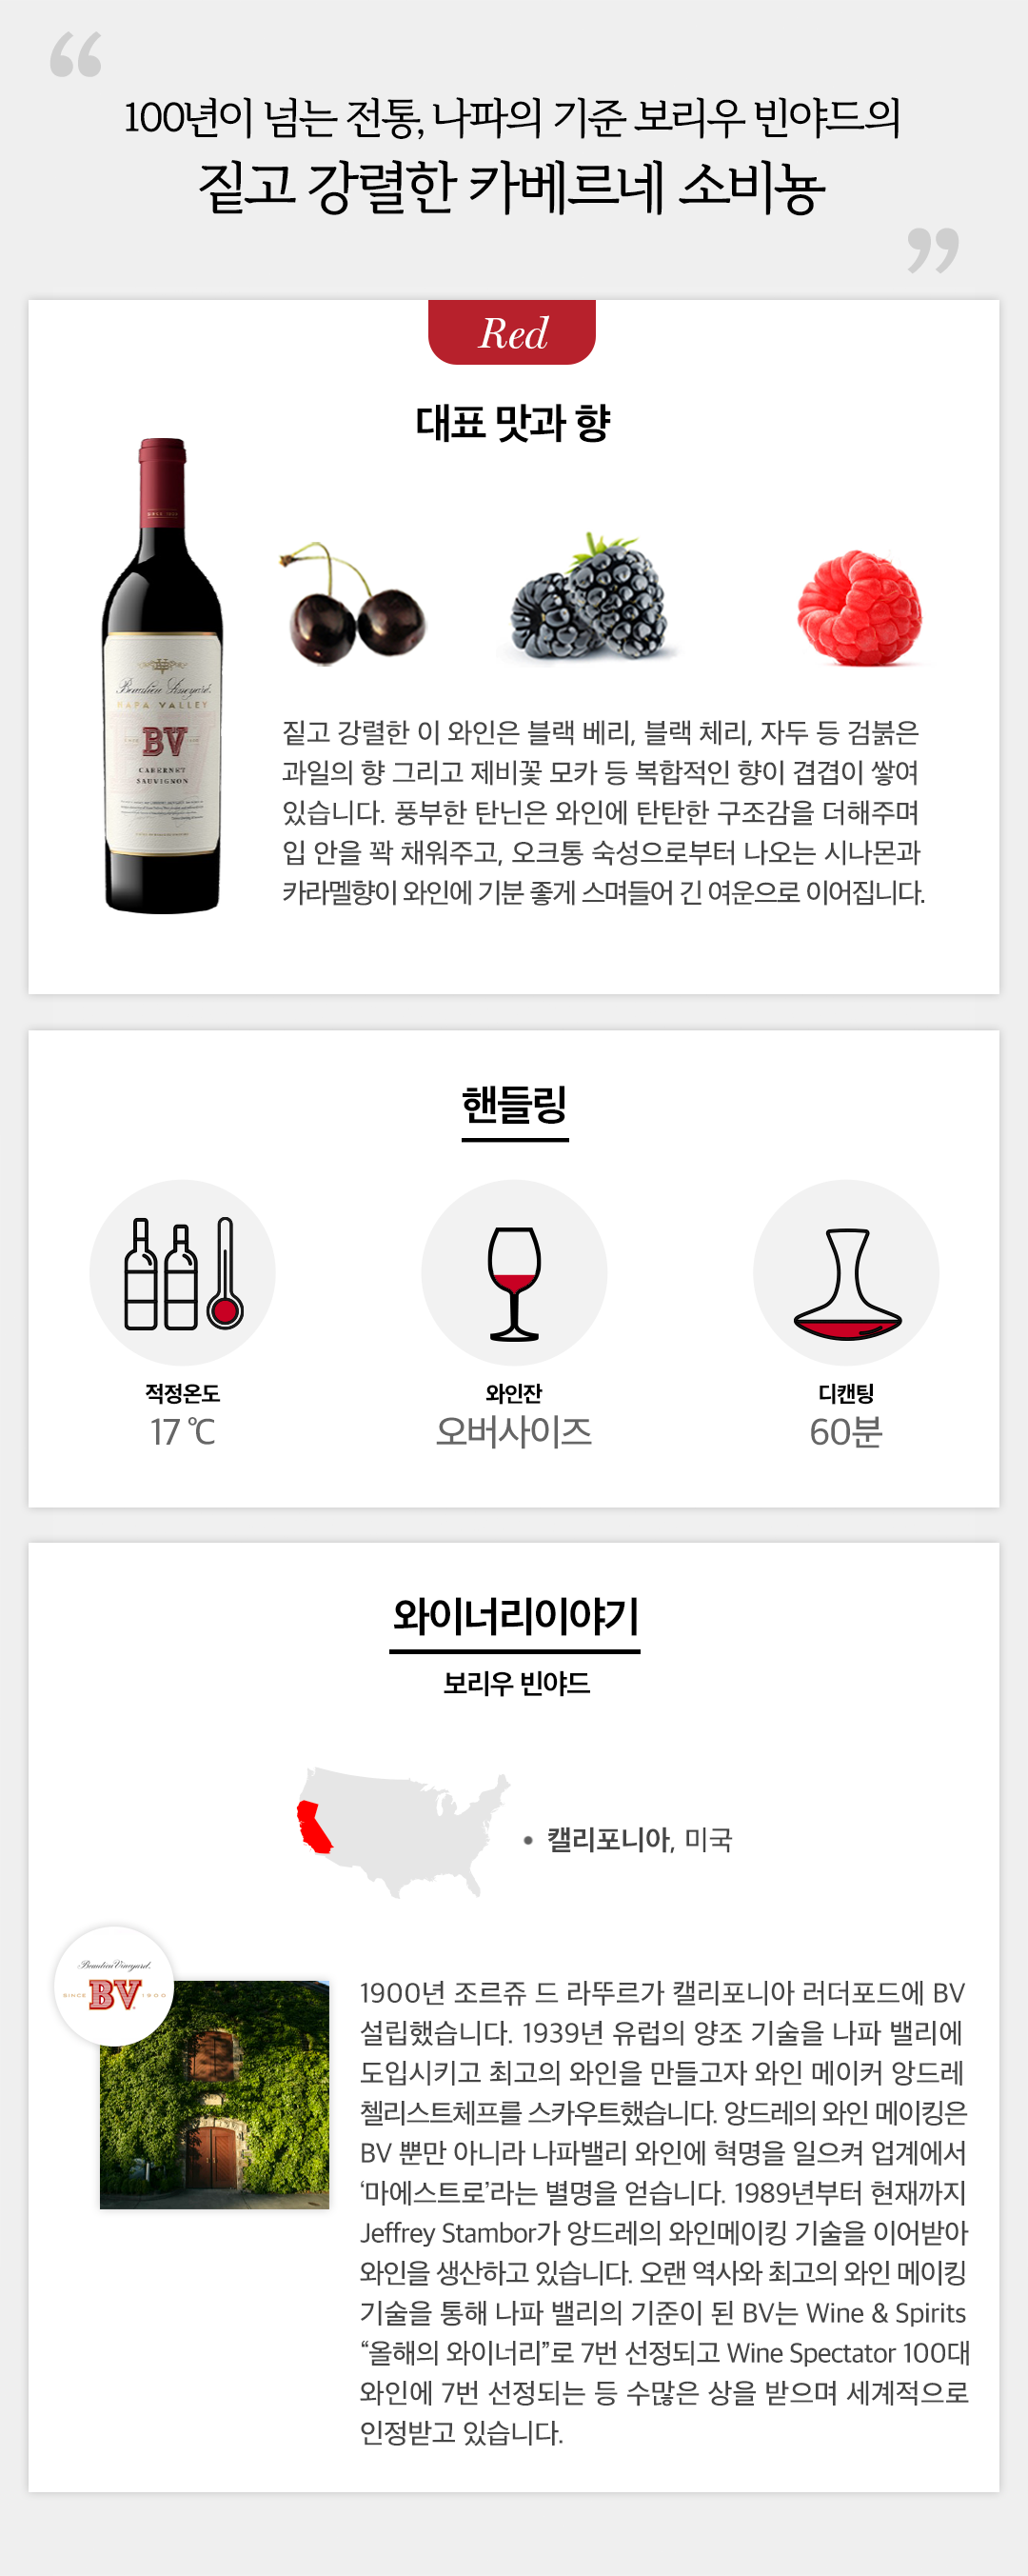 “
100년이 넘는 전통, 나파의 기준 보리우 빈야드의
짙고 강렬한 카베르네 소비뇽
”
Red
대표 맛과 향
Beaulieu Vineyard.
NAPA VALLEY
BV
CABERNET
SAUVIGNON
짙고 강렬한 이 와인은 블랙 베리, 블랙 체리, 자두 등 검붉은
과일의 향 그리고 제비꽃 모카 등 복합적인 향이 겹겹이 쌓여
있습니다. 풍부한 탄닌은 와인에 탄탄한 구조감을 더해주며
입 안을 꽉 채워주고, 오크통 숙성으로부터 나오는 시나몬과
카라멜향이 와인에 기분 좋게 스며들어 긴 여운으로 이어집니다.
핸들링
적정온도
17 ℃
와인잔
오버사이즈
디캔팅
60분
와이너리이야기
보리우 빈야드
• 캘리포니아, 미국
Beaulieu Vineyard.
SINCE BV 1900
1900년 조르쥬 드 라뚜르가 캘리포니아 러더포드에 BV
설립했습니다. 1939년 유럽의 양조 기술을 나파 밸리에
도입시키고 최고의 와인을 만들고자 와인 메이커 앙드레
첼리스트체프를 스카우트했습니다. 앙드레의 와인 메이킹은
BV 뿐만 아니라 나파밸리 와인에 혁명을 일으켜 업계에서
‘마에스트로’라는 별명을 얻습니다. 1989년부터 현재까지
Jeffrey Stambor가 앙드레의 와인메이킹 기술을 이어받아
와인을 생산하고 있습니다. 오랜 역사와 최고의 와인 메이킹
기술을 통해 나파 밸리의 기준이 된 BV는 Wine & Spirits
“올해의 와이너리”로 7번 선정되고 Wine Spectator 100대
와인에 7번 선정되는 등 수많은 상을 받으며 세계적으로
인정받고 있습니다.